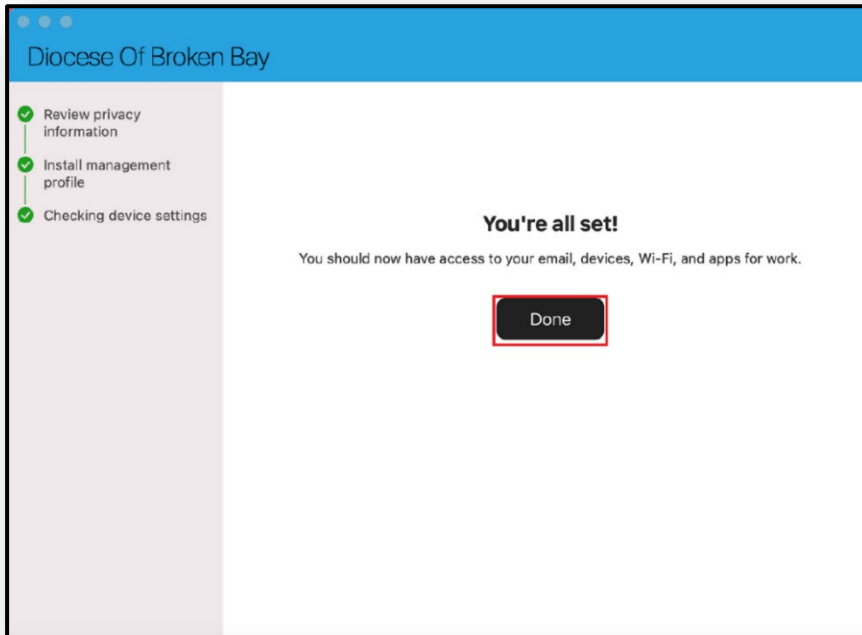 Diocese Of Broken Bay
Review privacy
information
Install management
profile
Checking device settings
You're all set!
You should now have access to your email, devices, Wi-Fi, and apps for work.
Done